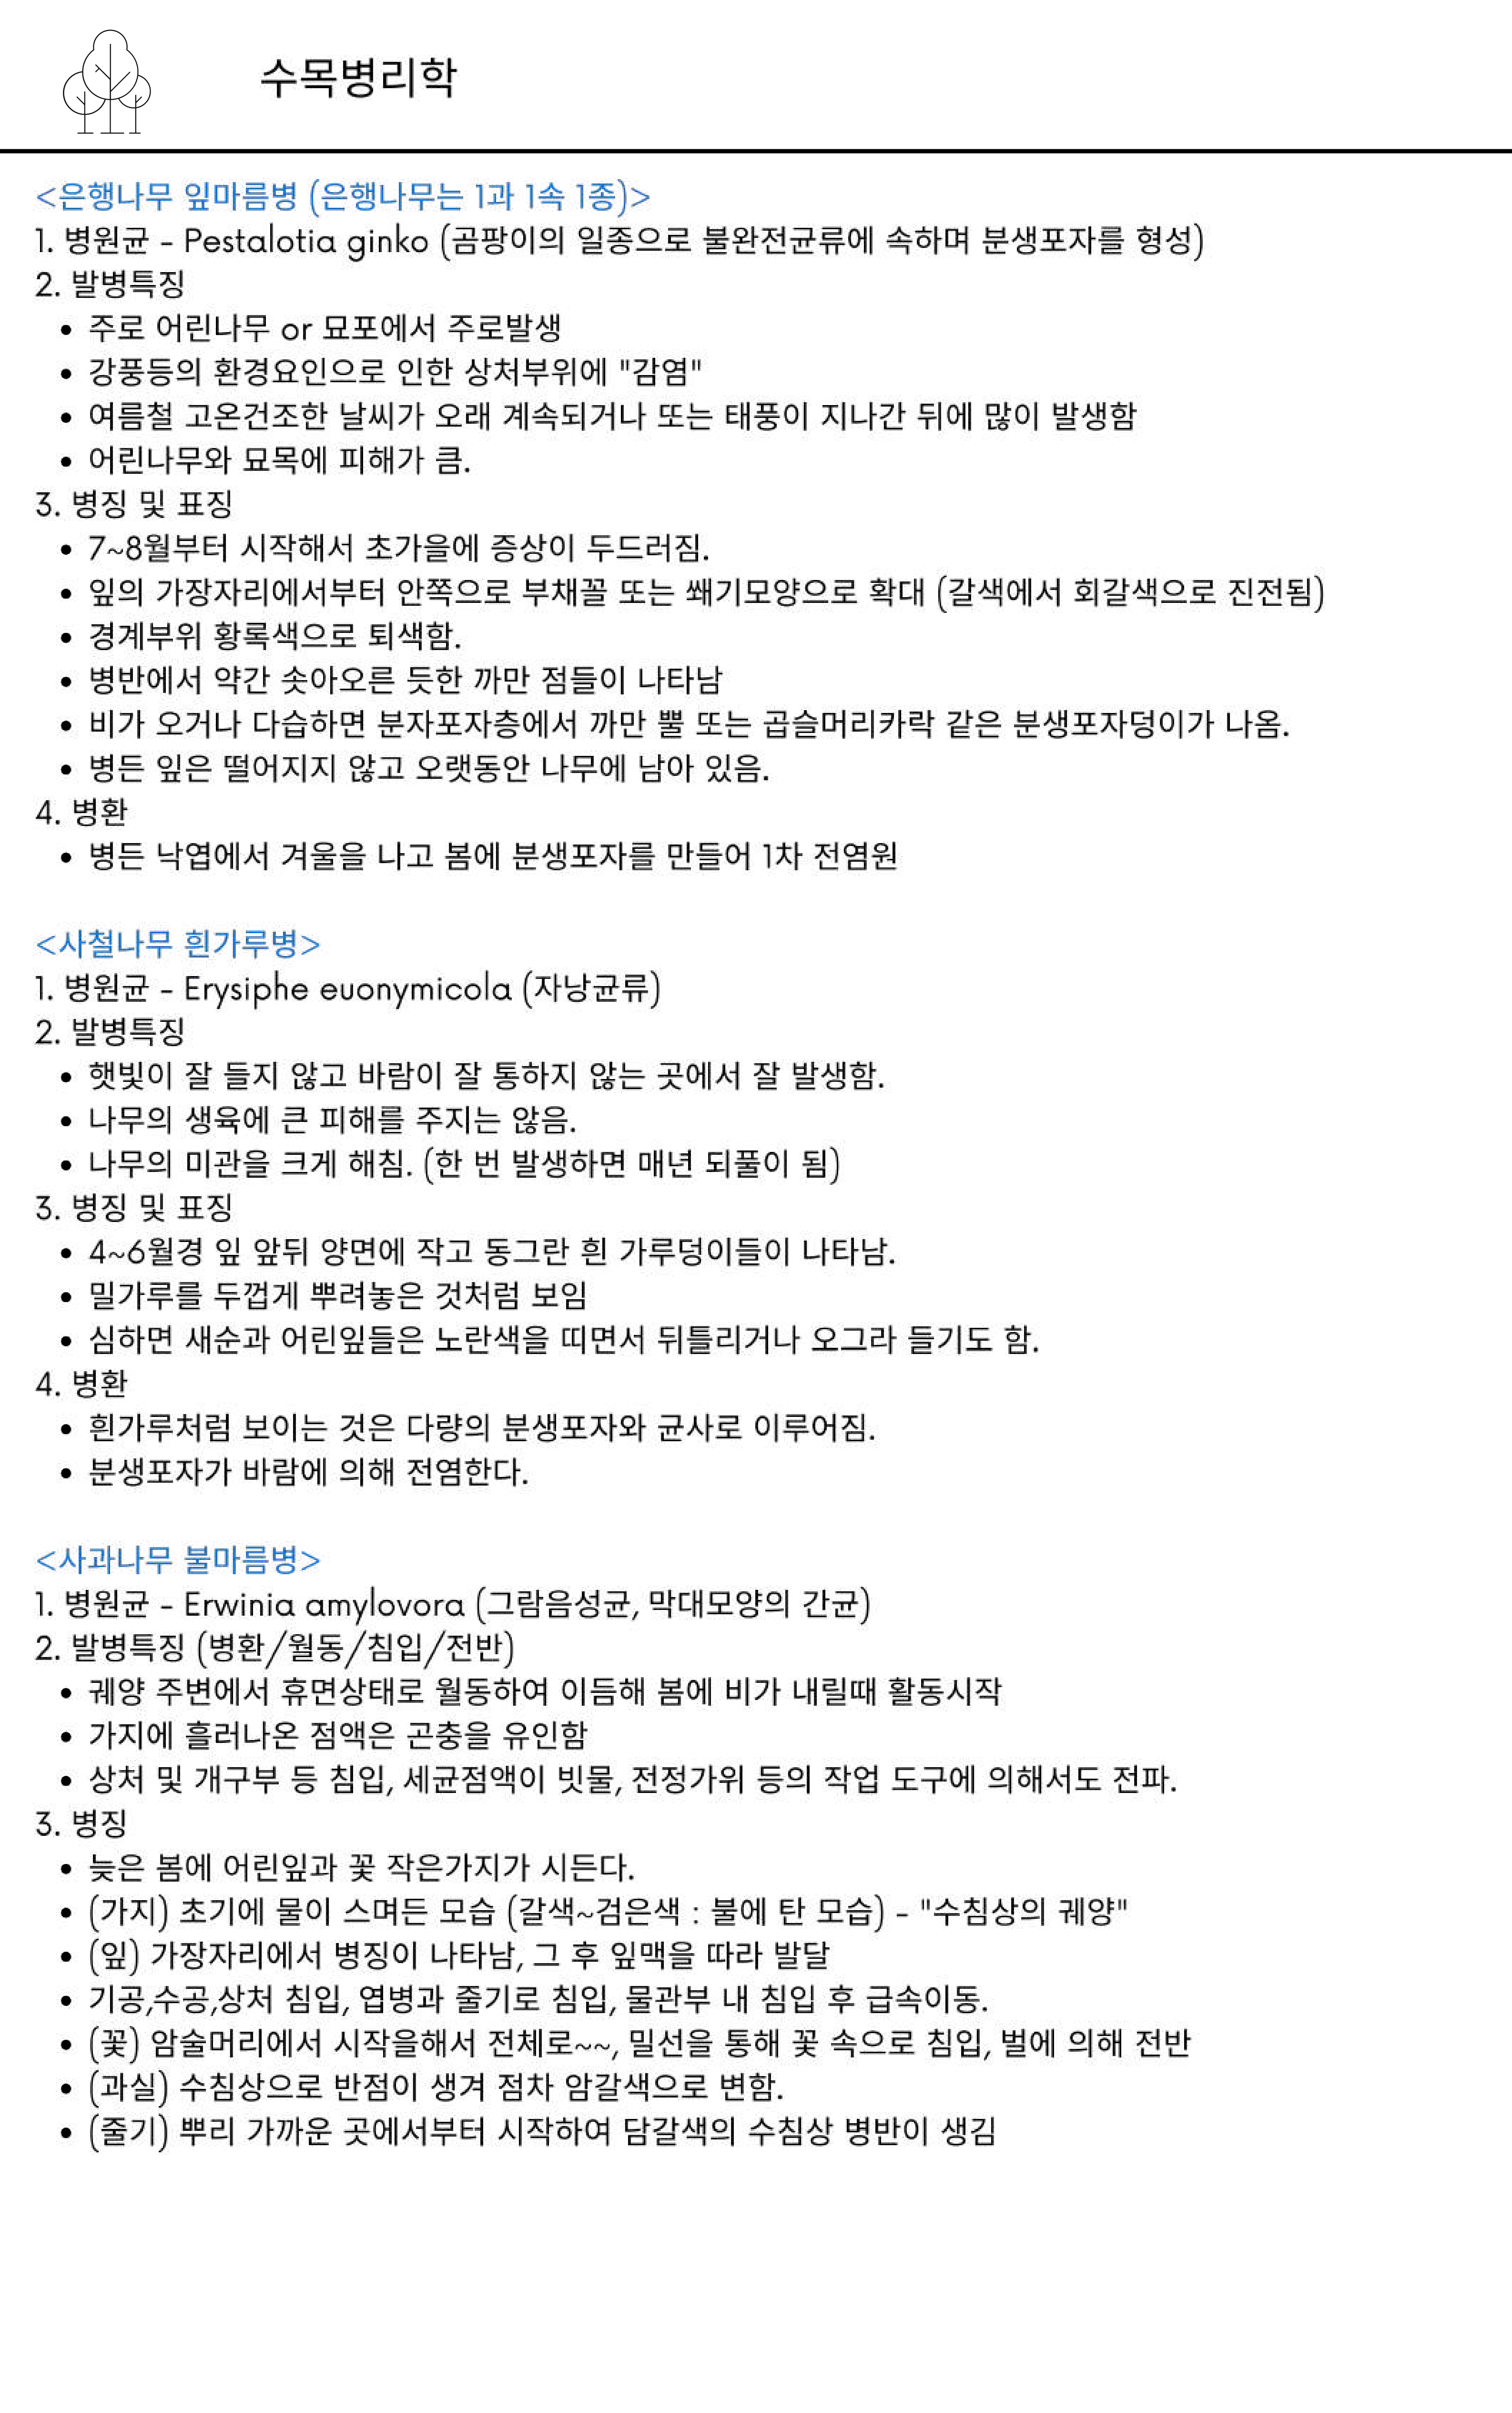 수목병리학
<은행나무 잎마름병 (은행나무는 1과 1속 1종)>
1. 병원균 - Pestalotia ginko (곰팡이의 일종으로 불완전균류에 속하며 분생포자를 형성)
2. 발병특징
• 주로 어린나무 or 묘포에서 주로발생
• 강풍등의 환경요인으로 인한 상처부위에 "감염"
• 여름철 고온건조한 날씨가 오래 계속되거나 또는 태풍이 지나간 뒤에 많이 발생함
• 어린나무와 묘목에 피해가 큼.
3. 병징 및 표징
• 7~8월부터 시작해서 초가을에 증상이 두드러짐.
• 잎의 가장자리에서부터 안쪽으로 부채꼴 또는 쐐기모양으로 확대 (갈색에서 회갈색으로 진전됨)
• 경계부위 황록색으로 퇴색함.
• 병반에서 약간 솟아오른 듯한 까만 점들이 나타남
• 비가 오거나 다습하면 분자포자층에서 까만 뿔 또는 곱슬머리카락 같은 분생포자덩이가 나옴.
• 병든 잎은 떨어지지 않고 오랫동안 나무에 남아 있음.
4. 병환
• 병든 낙엽에서 겨울을 나고 봄에 분생포자를 만들어 1차 전염원
<사철나무 흰가루병>
1. 병원균 - Erysiphe euonymicola (자낭균류)
2. 발병특징
• 햇빛이 잘 들지 않고 바람이 잘 통하지 않는 곳에서 잘 발생함.
• 나무의 생육에 큰 피해를 주지는 않음.
• 나무의 미관을 크게 해침. (한 번 발생하면 매년 되풀이 됨)
3. 병징 및 표징
• 4~6월경 잎 앞뒤 양면에 작고 동그란 흰 가루덩이들이 나타남.
• 밀가루를 두껍게 뿌려놓은 것처럼 보임
• 심하면 새순과 어린잎들은 노란색을 띠면서 뒤틀리거나 오그라 들기도 함.
4. 병환
• 흰가루처럼 보이는 것은 다량의 분생포자와 균사로 이루어짐.
• 분생포자가 바람에 의해 전염한다.
<사과나무 불마름병>
1. 병원균 - Erwinia amylovora (그람음성균, 막대모양의 간균)
2. 발병특징 (병환/월동/침입/전반)
• 궤양 주변에서 휴면상태로 월동하여 이듬해 봄에 비가 내릴때 활동시작
• 가지에 흘러나온 점액은 곤충을 유인함
• 상처 및 개구부 등 침입, 세균점액이 빗물, 전정가위 등의 작업 도구에 의해서도 전파.
3. 병징
• 늦은 봄에 어린잎과 꽃 작은가지가 시든다.
• (가지) 초기에 물이 스며든 모습 (갈색~검은색 : 불에 탄 모습) - "수침상의 궤양"
• (잎) 가장자리에서 병징이 나타남, 그 후 잎맥을 따라 발달
• 기공,수공,상처 침입, 엽병과 줄기로 침입, 물관부 내 침입 후 급속이동.
• (꽃) 암술머리에서 시작을해서 전체로~~, 밀선을 통해 꽃 속으로 침입, 벌에 의해 전반
• (과실) 수침상으로 반점이 생겨 점차 암갈색으로 변함.
• (줄기) 뿌리 가까운 곳에서부터 시작하여 담갈색의 수침상 병반이 생김